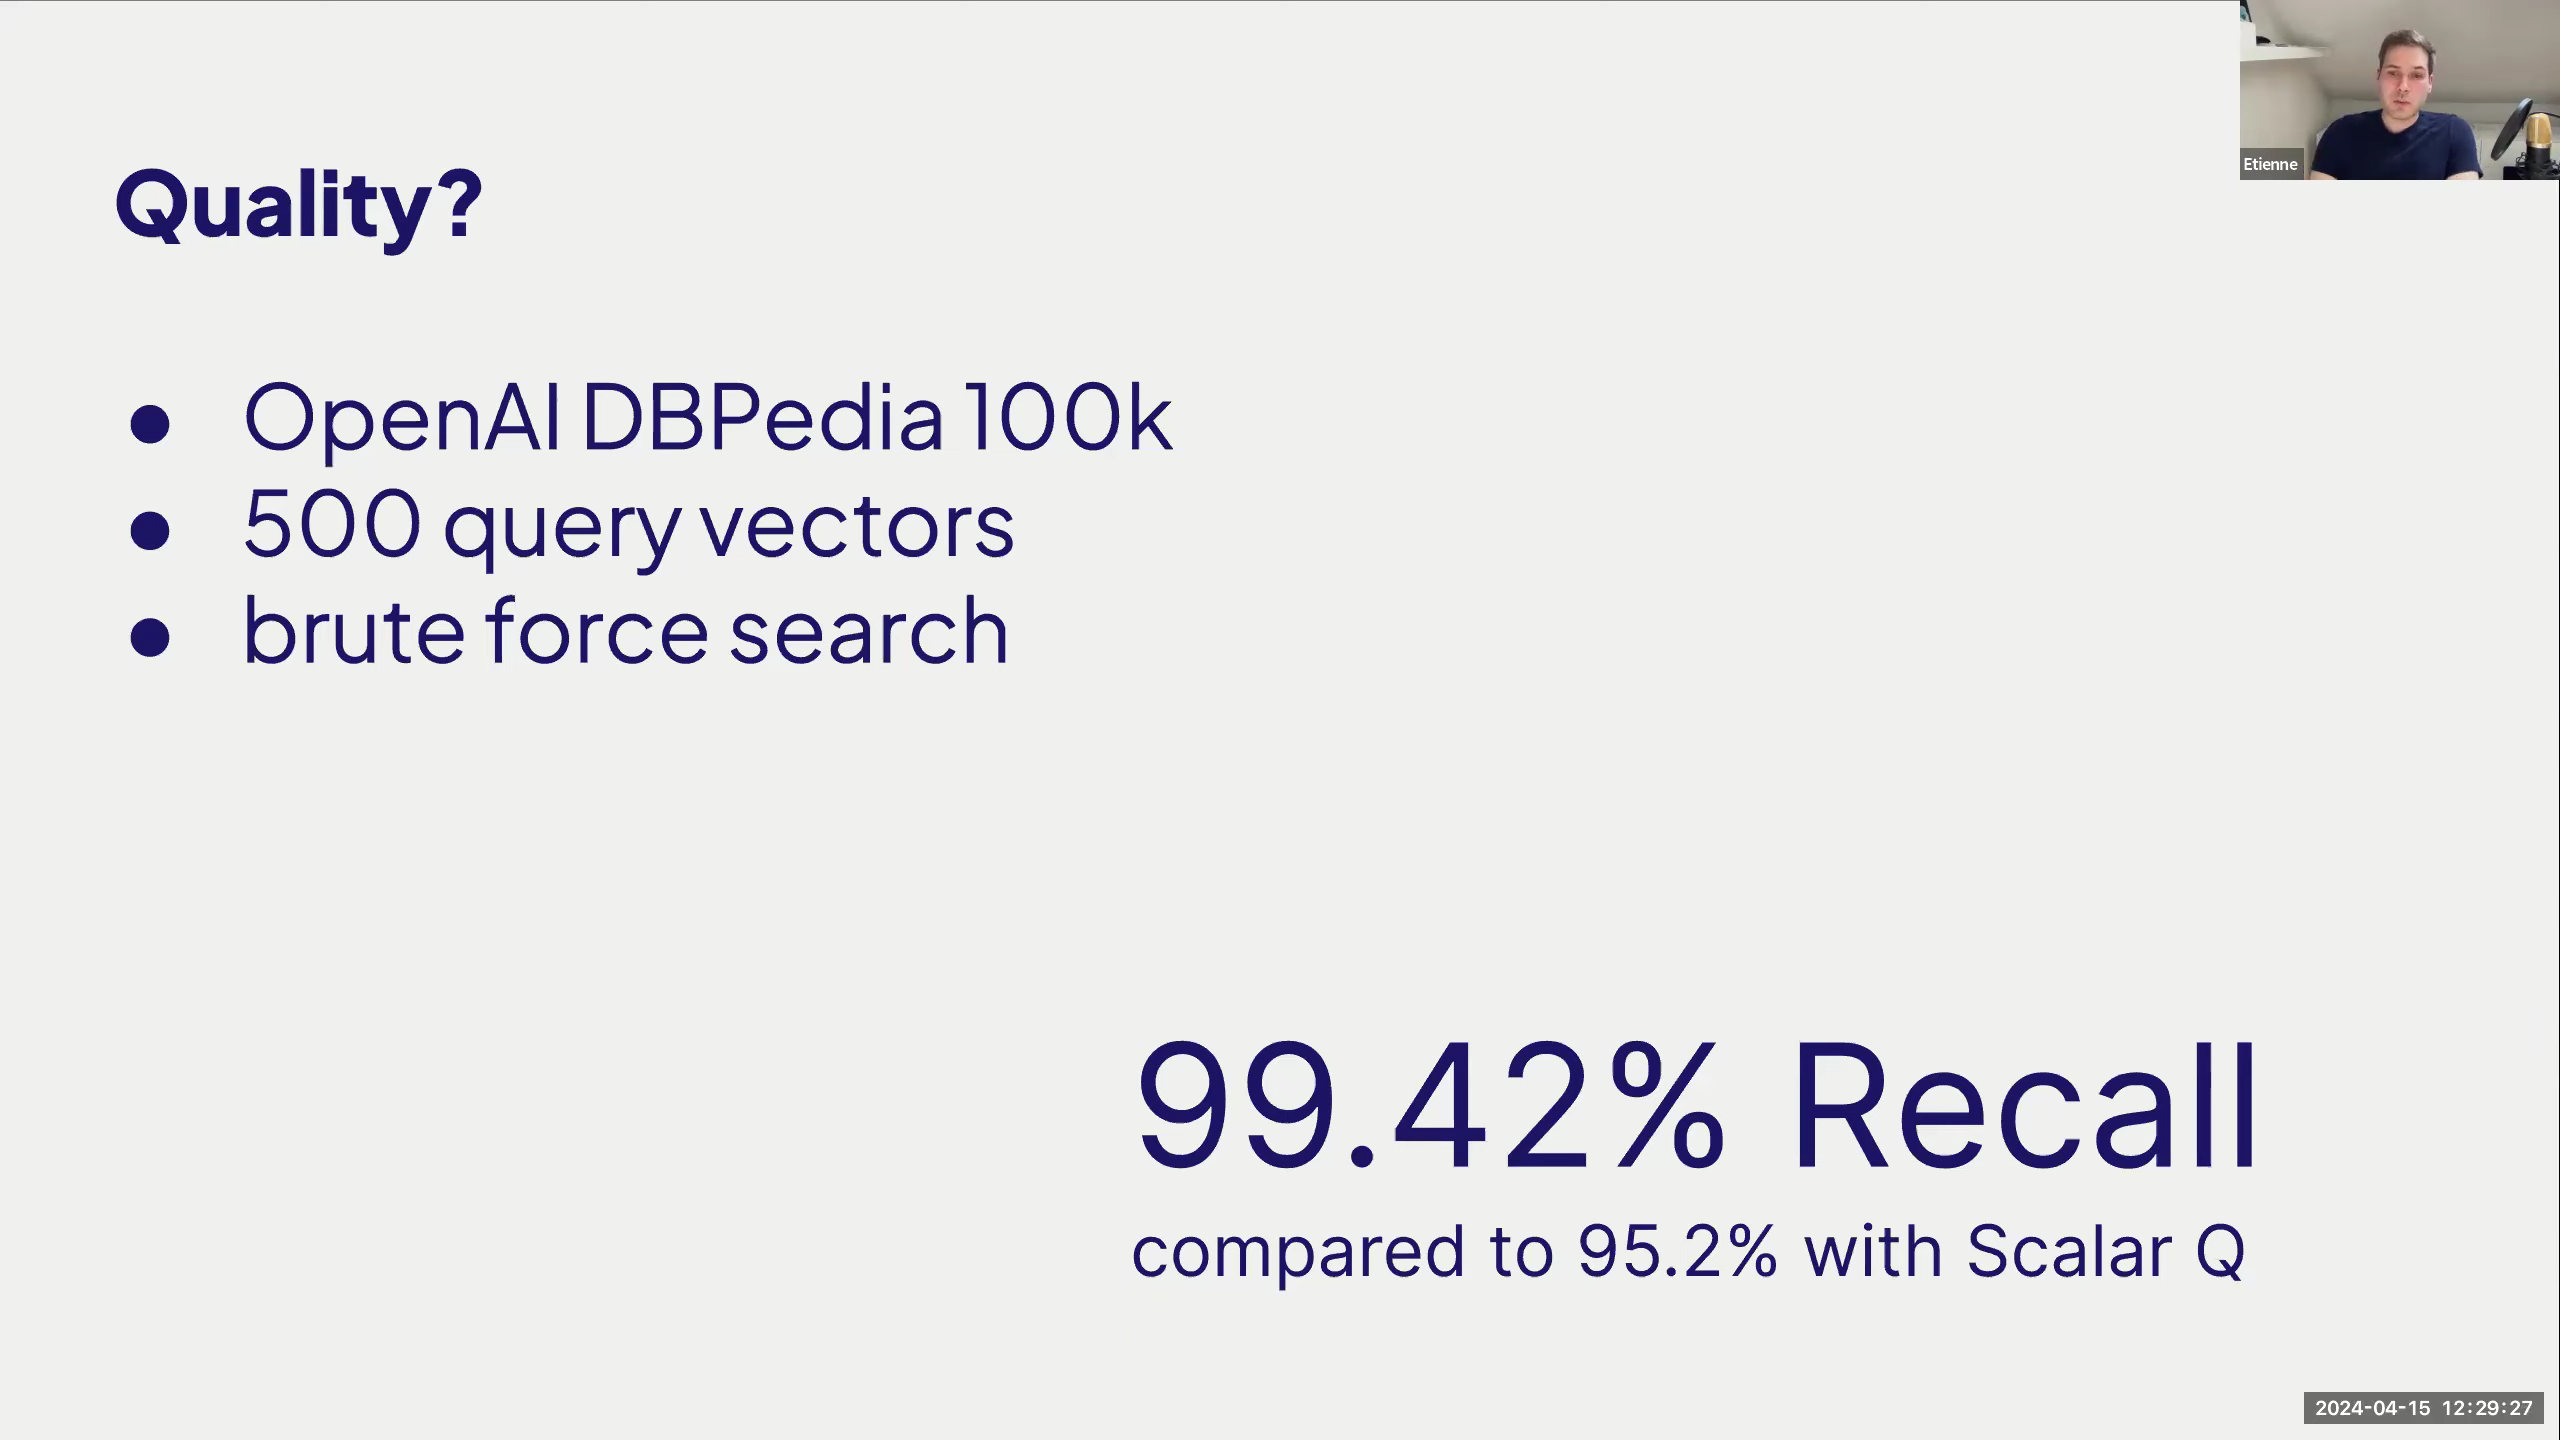 Etienne
Quality?
● OpenAI DBPedia 100k
● 500 query vectors
● brute force search
99.42% Recall
compared to 95.2% with Scalar Q
2024-04-15 12:29:27